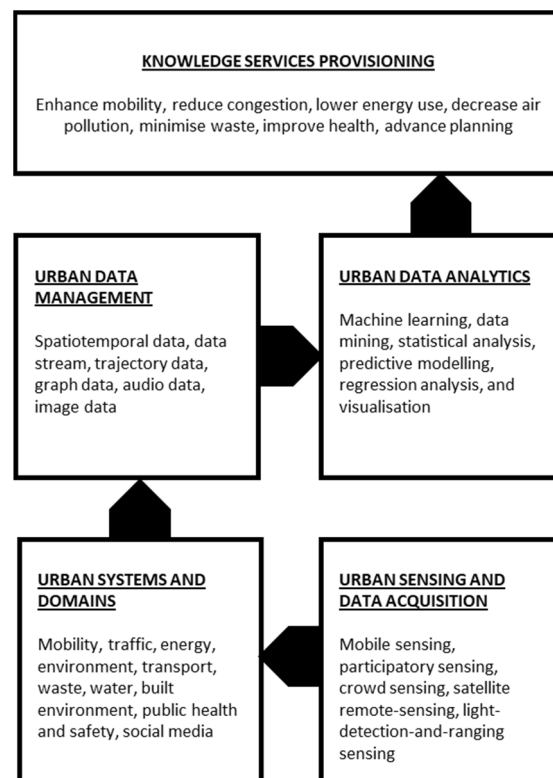 KNOWLEDGE SERVICES PROVISIONING
Enhance mobility, reduce congestion, lower energy use, decrease air
pollution, minimise waste, improve health, advance planning
URBAN DATA
MANAGEMENT
Spatiotemporal data, data
stream, trajectory data,
graph data, audio data,
image data
URBAN DATA ANALYTICS
Machine learning, data
mining, statistical analysis,
predictive modelling,
regression analysis, and
visualisation
URBAN SYSTEMS AND
DOMAINS
Mobility, traffic, energy,
environment, transport,
waste, water, built
environment, public health
and safety, social media
URBAN SENSING AND
DATA ACQUISITION
Mobile sensing,
participatory sensing,
crowd sensing, satellite
remote-sensing, light-
detection-and-ranging
sensing